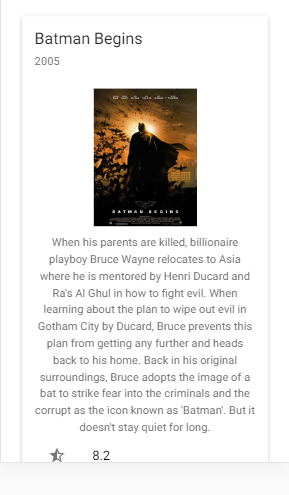 Batman Begins
2005
BATMAN BEGINS
When his parents are killed, billionaire
playboy Bruce Wayne relocates to Asia
where he is mentored by Henri Ducard and
Ra's Al Ghul in how to fight evil. When
learning about the plan to wipe out evil in
Gotham City by Ducard, Bruce prevents this
plan from getting any further and heads
back to his home. Back in his original
surroundings, Bruce adopts the image of a
bat to strike fear into the criminals and the
corrupt as the icon known as 'Batman'. But it
doesn't stay quiet for long.
8.2